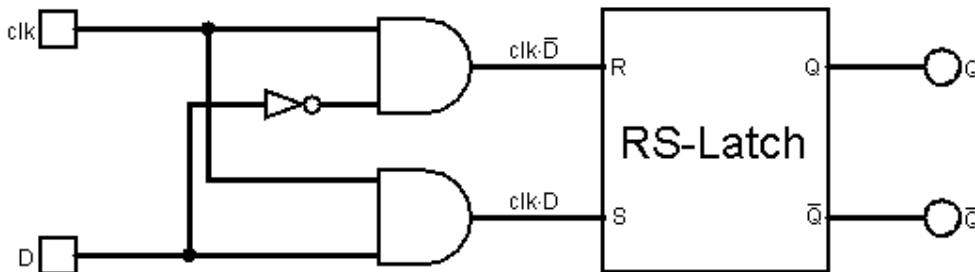 clk
clk·D̅
R
Q
Q
RS-Latch
clk·D
S
Q̅
Q̅
D